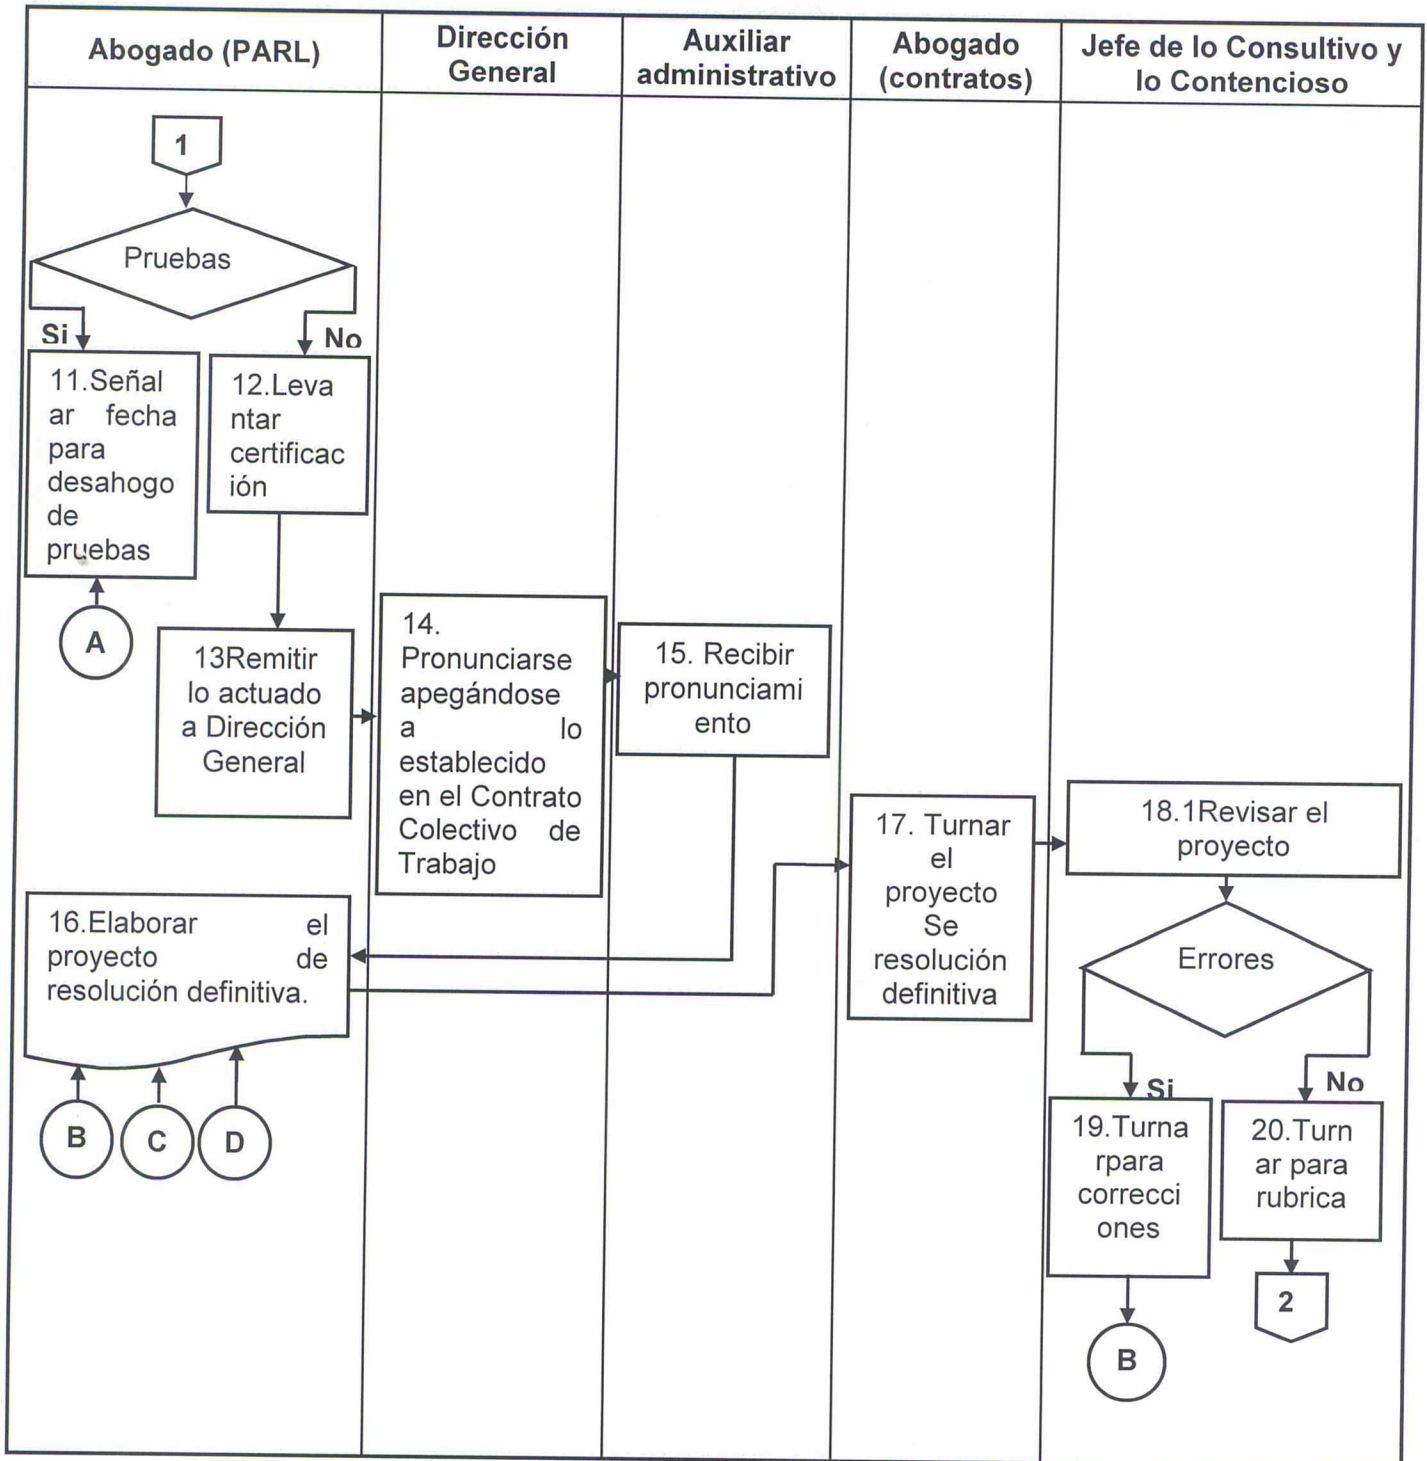 Abogado (PARL)
Dirección
General
Auxiliar
administrativo
Abogado
(contratos)
Jefe de lo Consultivo y
lo Contencioso
1
Pruebas
Si
No
11.Señal
ar fecha
para
desahogo
de
pruebas
12.Leva
ntar
certificac
ión
A
13Remitir
lo actuado
a Dirección
General
14.
Pronunciarse
apegándose
a lo
establecido
en el Contrato
Colectivo de
Trabajo
15. Recibir
pronunciami
ento
16.Elaborar el
proyecto de
resolución definitiva.
B
C
D
17. Turnar
el
proyecto
Se
resolución
definitiva
18.1Revisar el
proyecto
Errores
Si
No
19.Turna
rpara
correcci
ones
20.Turn
ar para
rubrica
B
2